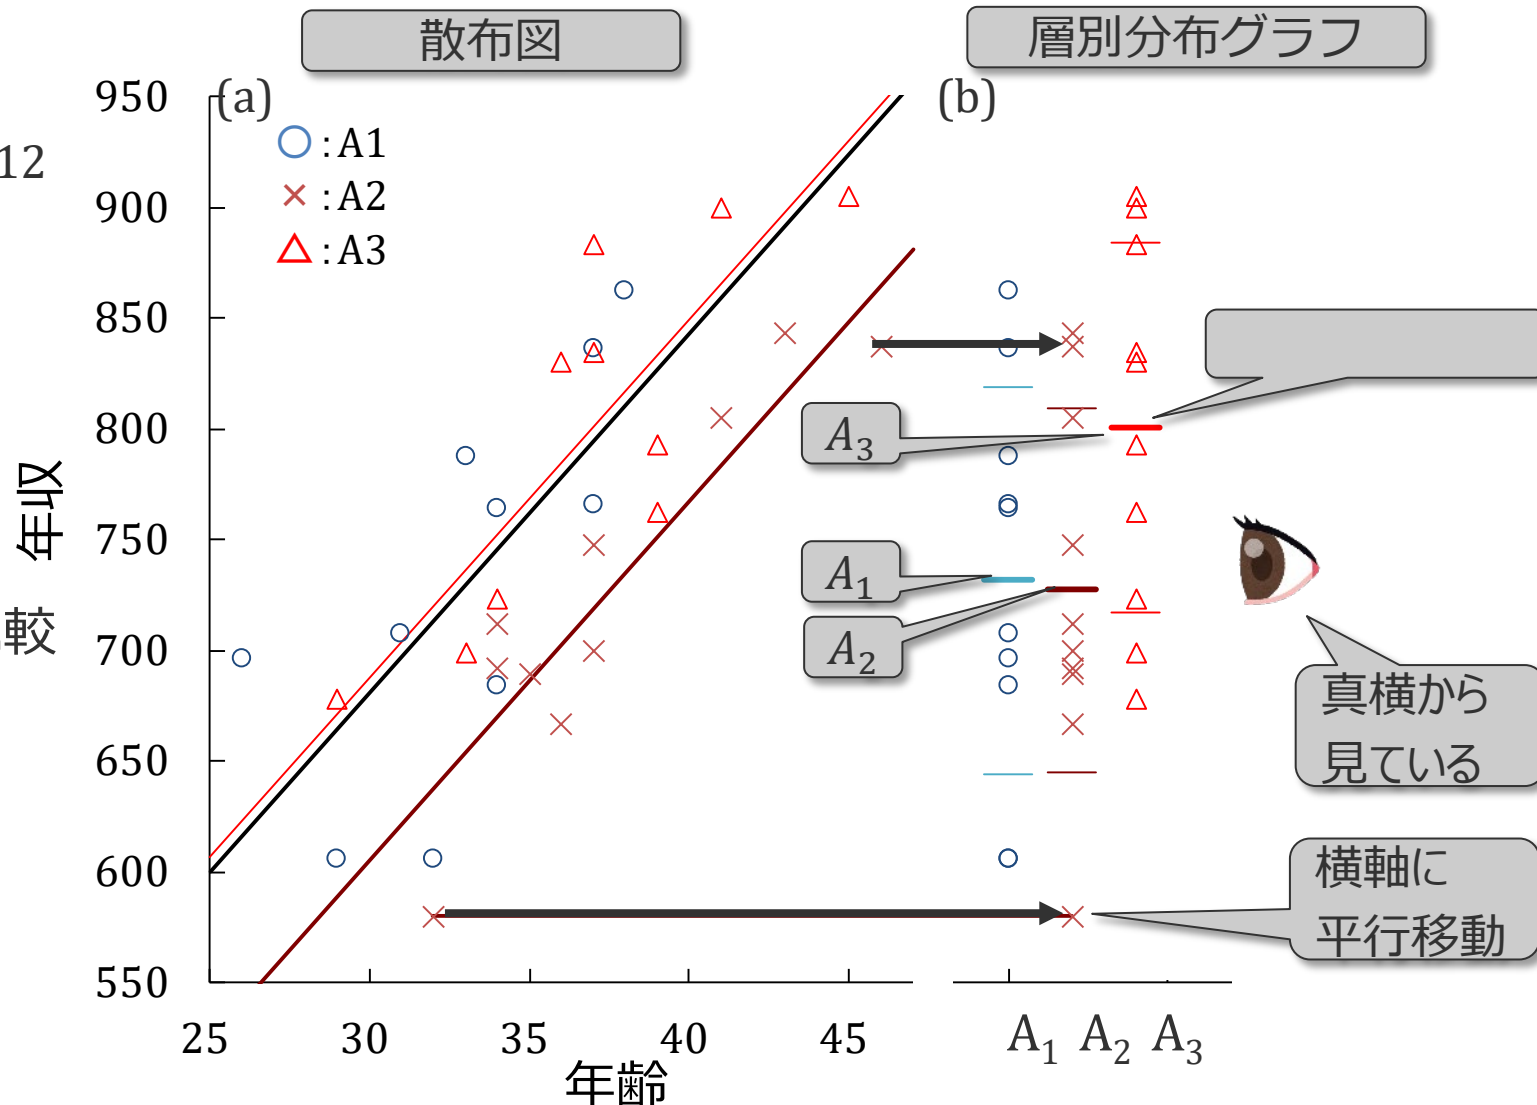 散布図
層別分布グラフ
(a)
(b)
950
900
850
800
750
700
650
600
550
12
較
年収
○:A1
×:A2
△:A3
A₃
A₁
A₂
真横から
見ている
横軸に
平行移動
25 30 35 40 45
年齢
A₁ A₂ A₃